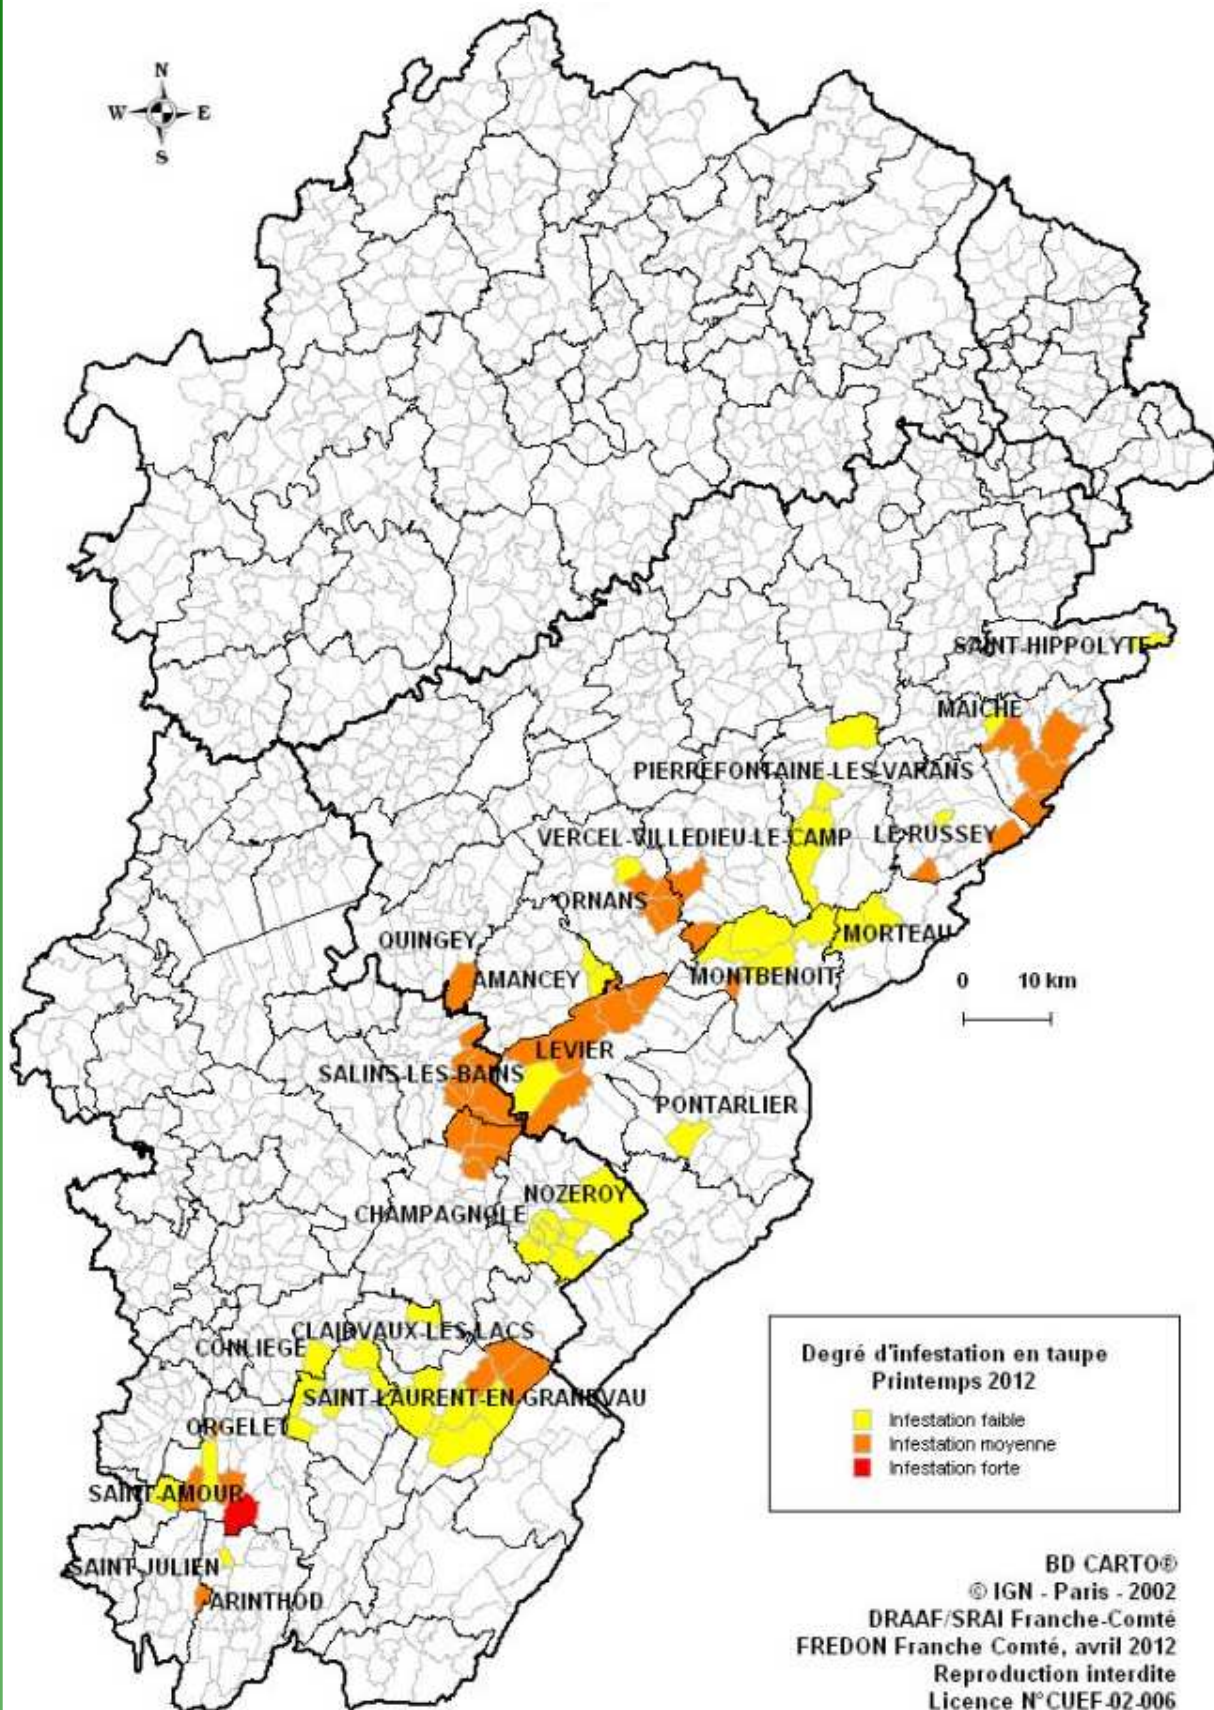 N
W E
S
SAINT-HIPPOLYTE
MAICHE
PIERREFONTAINE-LES-VARANS
VERCEL-VILLEDIEU-LE-CAMP
LE-RUSSEY
ORNANS
QUINGEY
MORTEAU
AMANCEY
MONTBENOIT
0 10 km
LEVIER
SALINS-LES-BAINS
PONTARLIER
NOZEROY
CHAMPAGNOLE
CLAIRVAUX-LES-LACS
CONLIEGE
SAINT-LAURENT-EN-GRANDVAU
ORGELET
SAINT-AMOUR
SAINT-JULIEN
ARINTHOD
Degré d'infestation en taupe
Printemps 2012
Infestation faible
Infestation moyenne
Infestation forte
BD CARTO®
© IGN - Paris - 2002
DRAAF/SRAI Franche-Comté
FREDON Franche Comté, avril 2012
Reproduction interdite
Licence N°CUEF-02-006